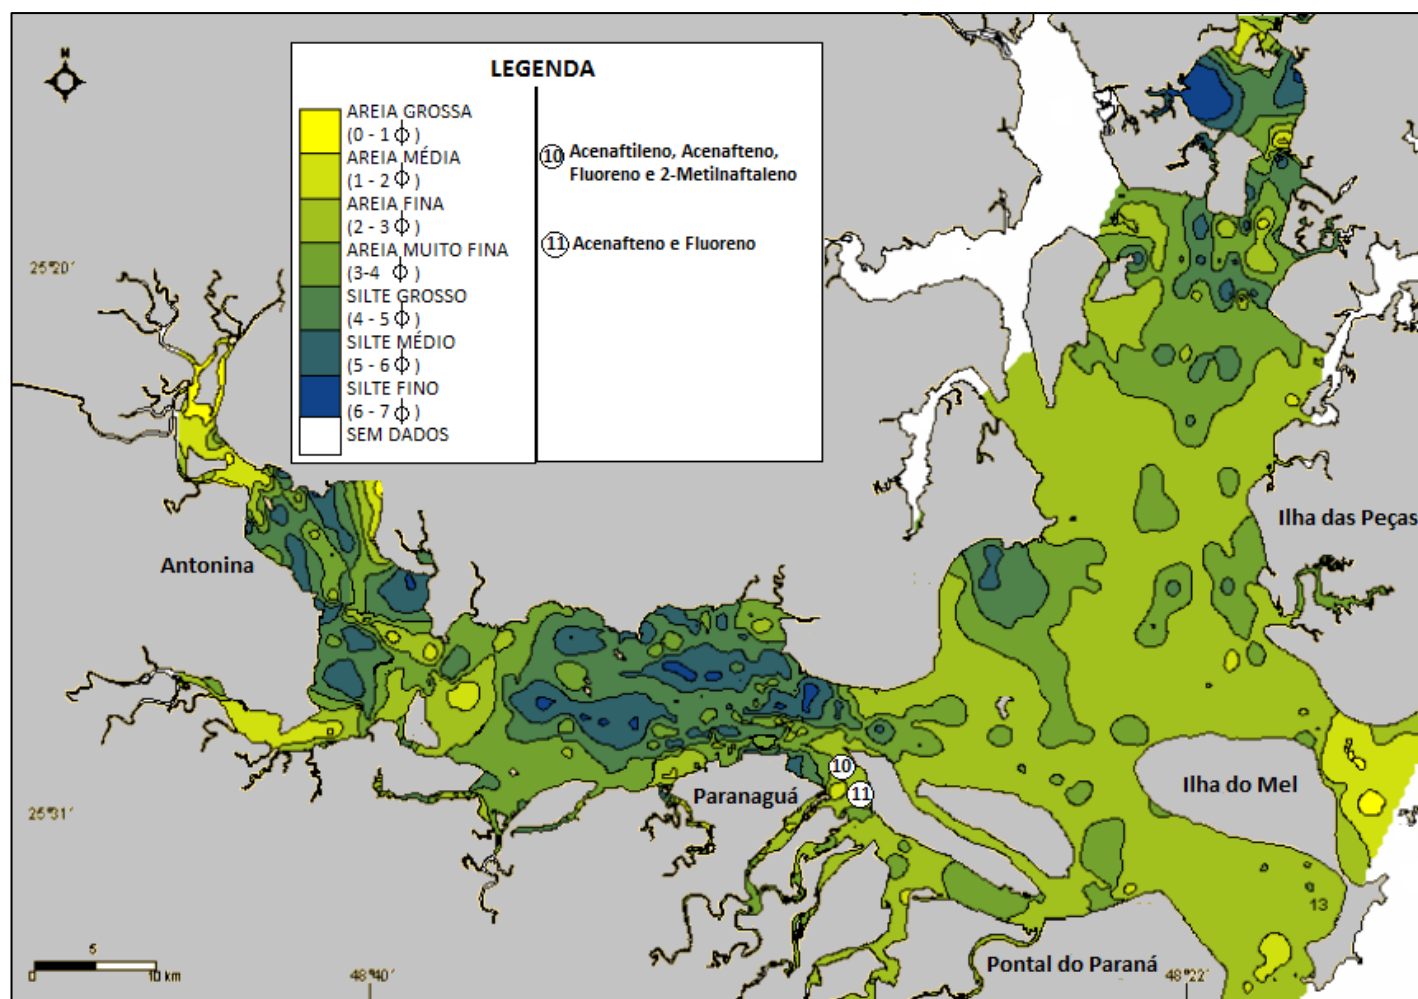 N
LEGENDA
AREIA GROSSA
(0 - 1 ϕ )
AREIA MÉDIA
(1 - 2 ϕ )
AREIA FINA
(2 - 3 ϕ )
AREIA MUITO FINA
(3-4 ϕ )
SILTE GROSSO
(4 - 5 ϕ )
SILTE MÉDIO
(5 - 6 ϕ )
SILTE FINO
(6 - 7 ϕ )
SEM DADOS
10 Acenaftileno, Acenafteno,
Fluoreno e 2-Metilnaftaleno
11 Acenafteno e Fluoreno
25°20´
Ilha das Peças
Antonina
10
11
Paranaguá
Ilha do Mel
25°31´
13
Pontal do Paraná
5
0 10 km
48°40´
48°22´